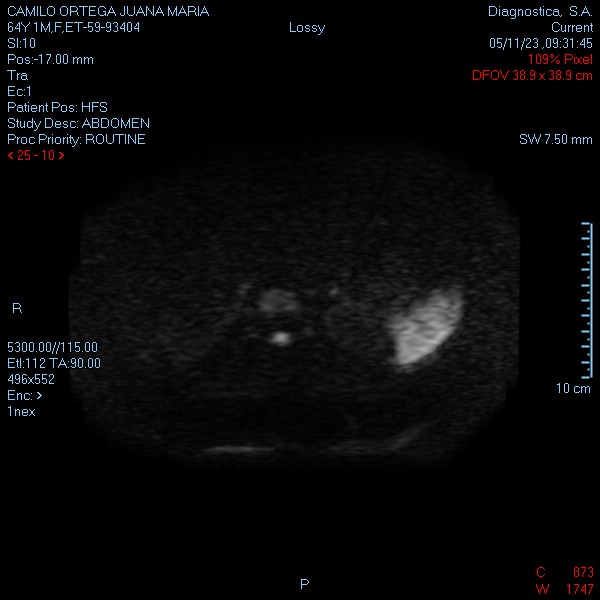 CAMILO ORTEGA JUANA MARIA
64Y 1M,F,ET-59-93404
Sl:10
Pos:-17.00 mm
Tra
Ec:1
Patient Pos: HFS
Study Desc: ABDOMEN
Proc Priority: ROUTINE
< 25 - 10 >
Lossy
Diagnostica, S.A.
Current
05/11/23 ,09:31:45
109% Pixel
DFOV 38.9 x 38.9 cm
SW 7.50 mm
R
5300.00//115.00
Etl:112 TA:90.00
496x552
Enc: >
1nex
10 cm
P
C 873
W 1747